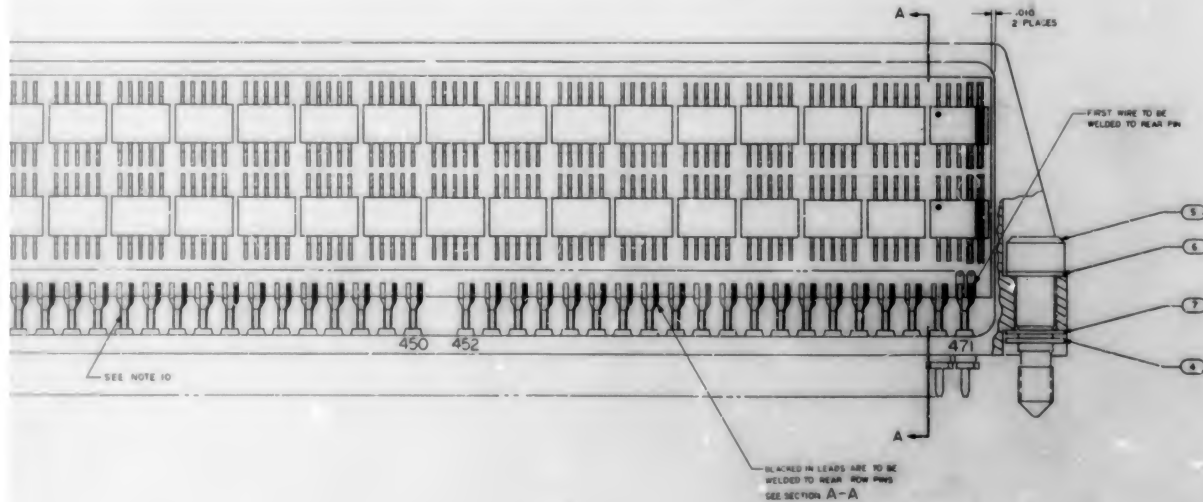 A
.010
2 PLACES
FIRST WIRE TO BE
WELDED TO REAR PIN
5
6
4
450 452 471
SEE NOTE 10
A
BLACKED IN LEADS ARE TO BE
WELDED TO REAR ROW PINS
SEE SECTION A-A